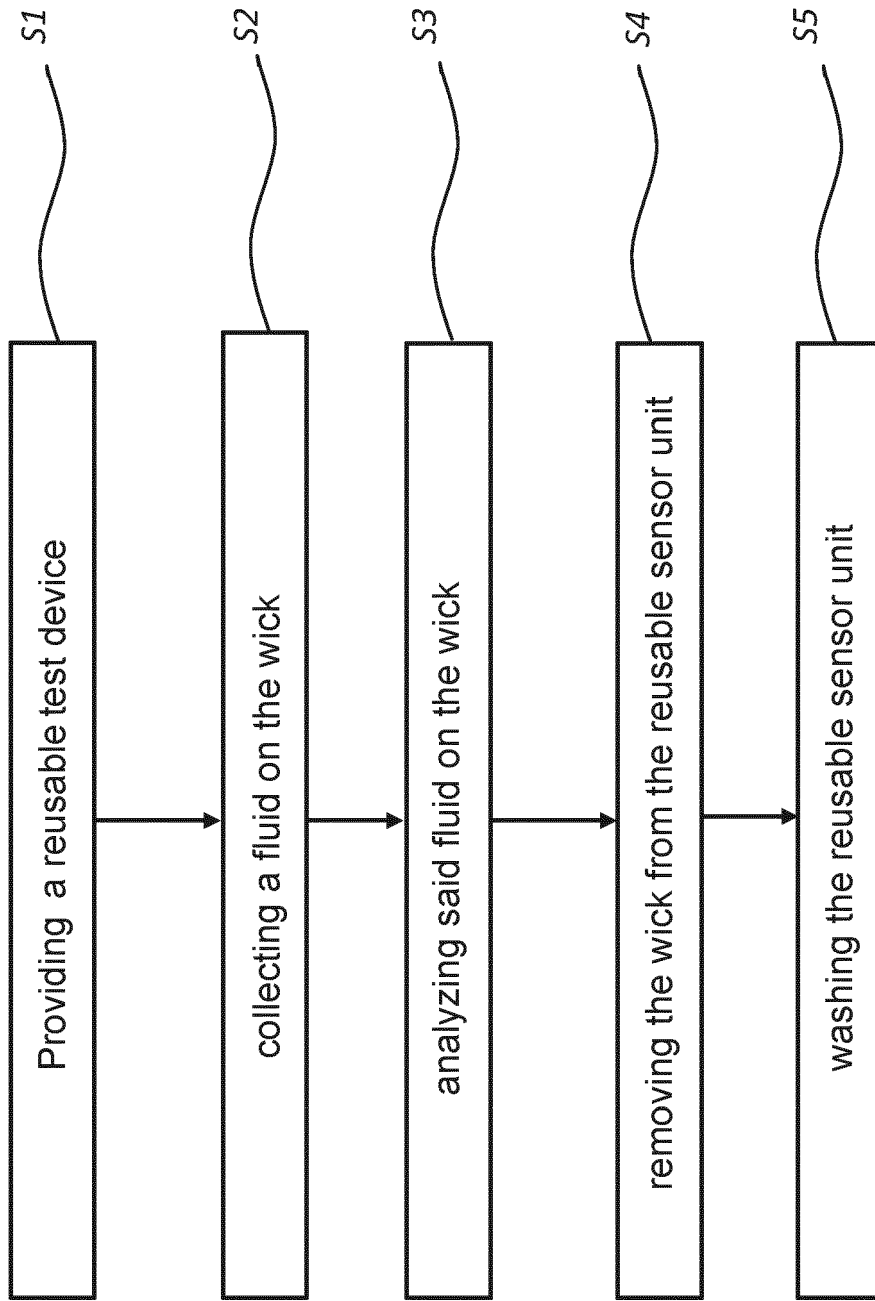 Providing a reusable test device
S1
collecting a fluid on the wick
S2
analyzing said fluid on the wick
S3
removing the wick from the reusable sensor unit
S4
washing the reusable sensor unit
S5